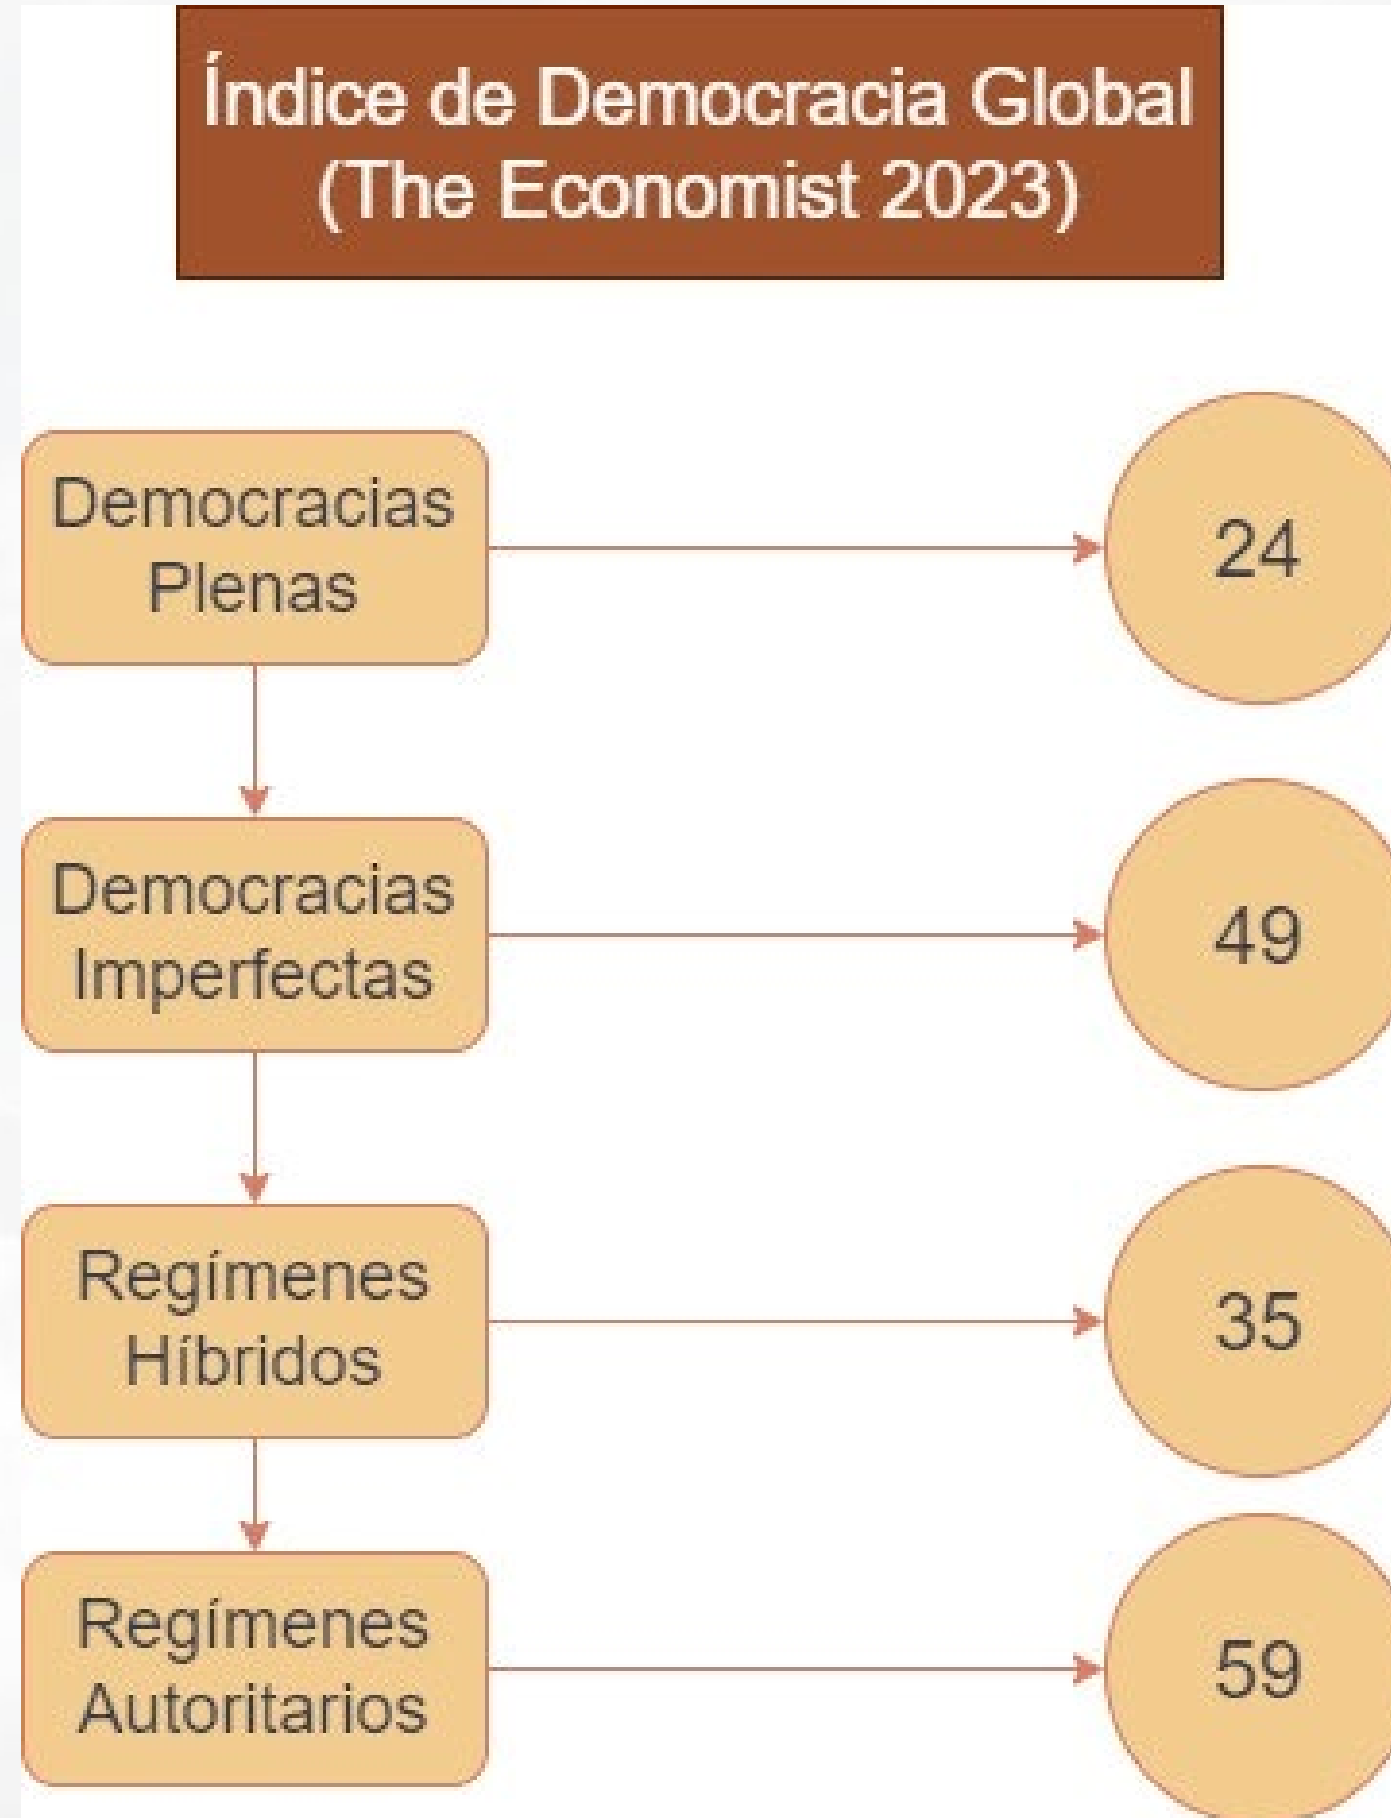 Índice de Democracia Global
(The Economist 2023)
Democracias
Plenas
24
Democracias
Imperfectas
49
Regímenes
Híbridos
35
Regímenes
Autoritarios
59